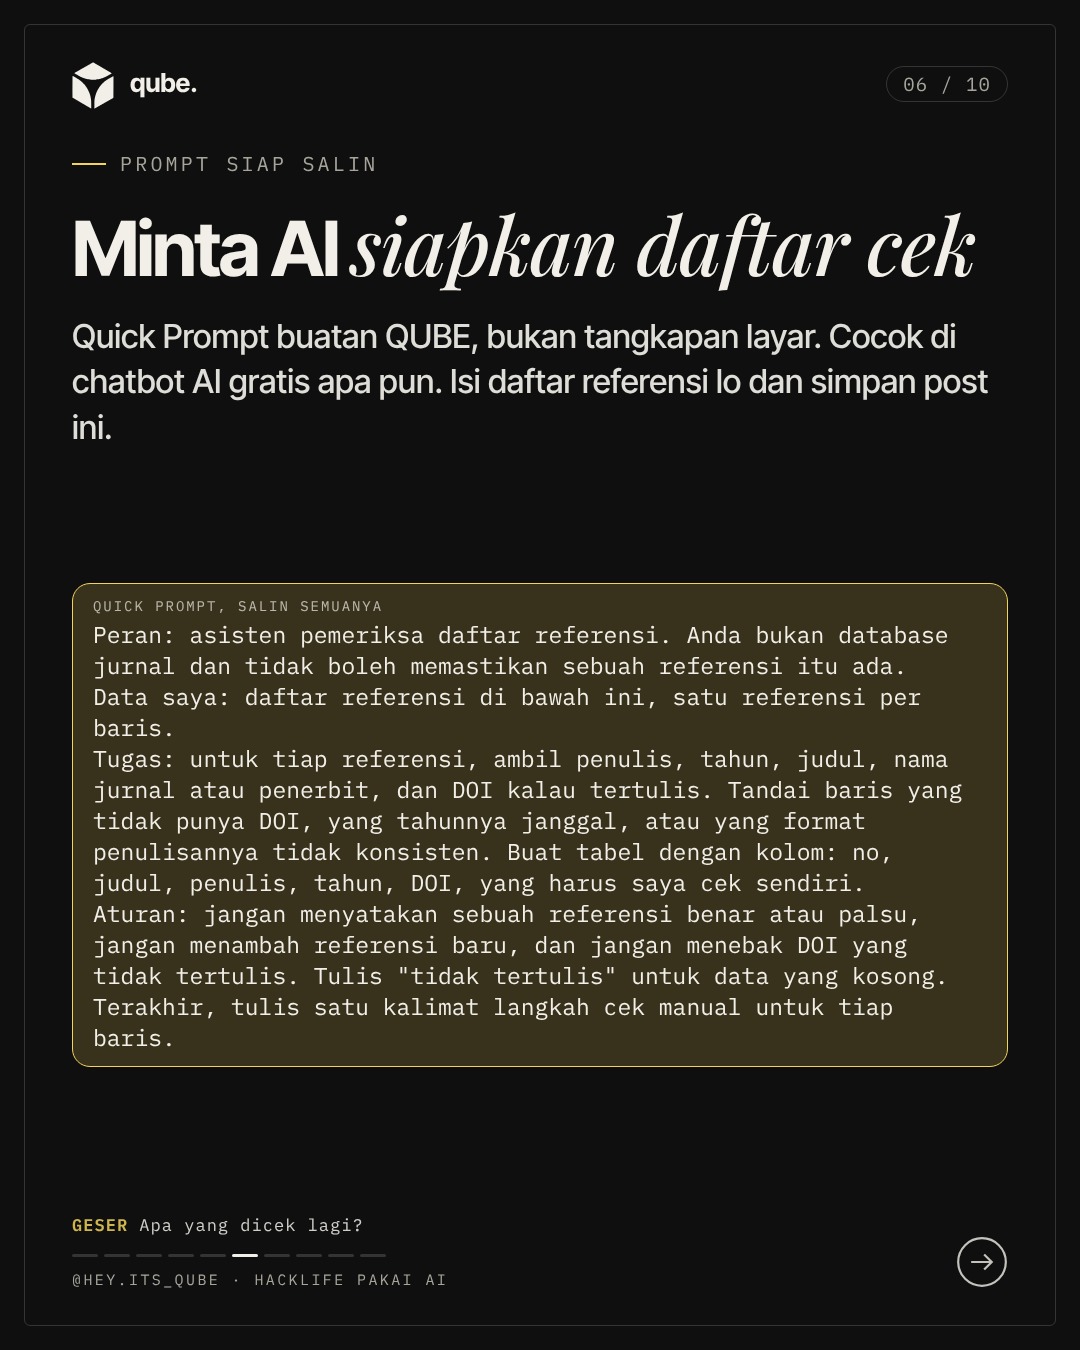 qube.
06 / 10
PROMPT SIAP SALIN
Minta AI siapkan daftar cek
Quick Prompt buatan QUBE, bukan tangkapan layar. Cocok di
chatbot AI gratis apa pun. Isi daftar referensi lo dan simpan post
ini.
QUICK PROMPT, SALIN SEMUANYA
Peran: asisten pemeriksa daftar referensi. Anda bukan database
jurnal dan tidak boleh memastikan sebuah referensi itu ada.
Data saya: daftar referensi di bawah ini, satu referensi per
baris.
Tugas: untuk tiap referensi, ambil penulis, tahun, judul, nama
jurnal atau penerbit, dan DOI kalau tertulis. Tandai baris yang
tidak punya DOI, yang tahunnya janggal, atau yang format
penulisannya tidak konsisten. Buat tabel dengan kolom: no,
judul, penulis, tahun, DOI, yang harus saya cek sendiri.
Aturan: jangan menyatakan sebuah referensi benar atau palsu,
jangan menambah referensi baru, dan jangan menebak DOI yang
tidak tertulis. Tulis "tidak tertulis" untuk data yang kosong.
Terakhir, tulis satu kalimat langkah cek manual untuk tiap
baris.
GESER Apa yang dicek lagi?
@HEY.ITS_QUBE · HACKLIFE PAKAI AI